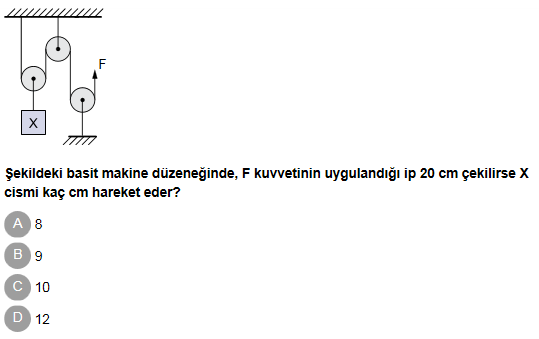 F
X
Şekildeki basit makine düzeneğinde, F kuvvetinin uygulandığı ip 20 cm çekilirse X
cismi kaç cm hareket eder?
A 8
B 9
C 10
D 12